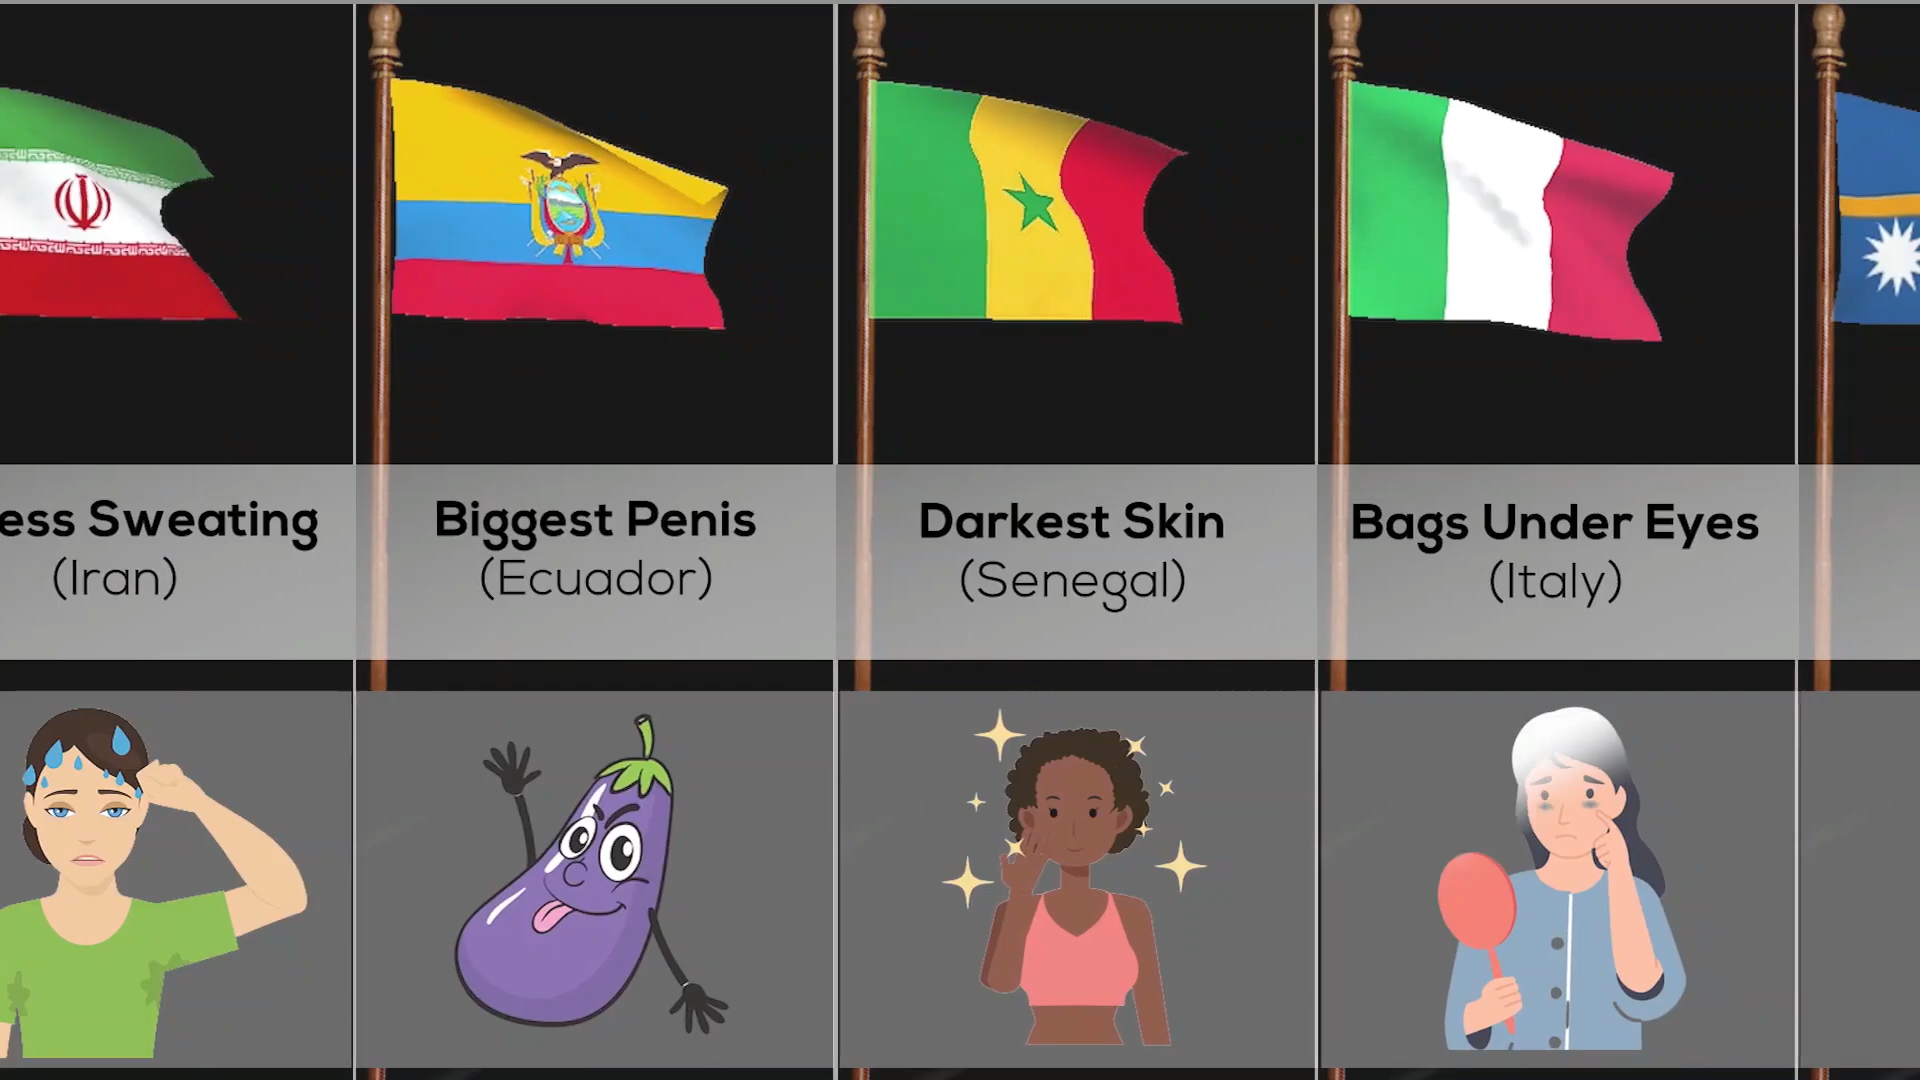 ess Sweating
(Iran)
Biggest Penis
(Ecuador)
Darkest Skin
(Senegal)
Bags Under Eyes
(Italy)